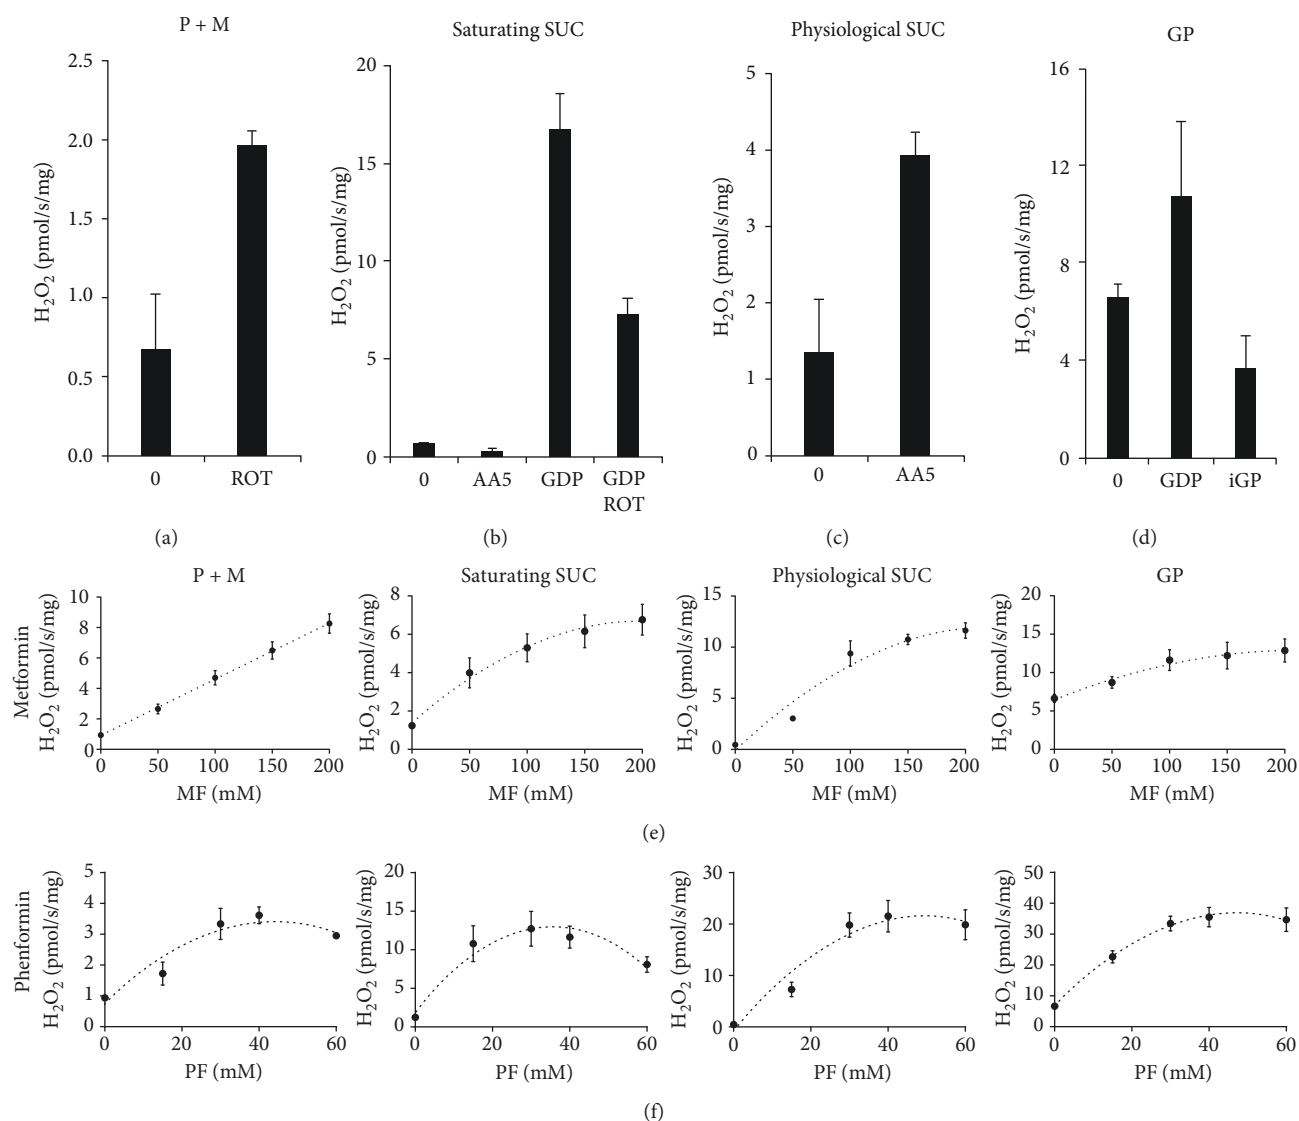 P + M
H2O2 (pmol/s/mg)
2.5
2.0
1.5
1.0
0.5
0.0
0 ROT
(a)
Saturating SUC
H2O2 (pmol/s/mg)
20
15
10
5
0
0 AA5 GDP GDP
ROT
(b)
Physiological SUC
H2O2 (pmol/s/mg)
5
4
3
2
1
0
0 AA5
(c)
GP
H2O2 (pmol/s/mg)
16
12
8
4
0
0 GDP iGP
(d)
Metformin
P + M
H2O2 (pmol/s/mg)
10
8
6
4
2
0
0 50 100 150 200
MF (mM)
Saturating SUC
H2O2 (pmol/s/mg)
8
6
4
2
0
0 50 100 150 200
MF (mM)
Physiological SUC
H2O2 (pmol/s/mg)
15
10
5
0
0 50 100 150 200
MF (mM)
GP
H2O2 (pmol/s/mg)
20
15
10
5
0
0 50 100 150 200
MF (mM)
(e)
Phenformin
H2O2 (pmol/s/mg)
5
4
3
2
1
0
0 20 40 60
PF (mM)
H2O2 (pmol/s/mg)
20
15
10
5
0
0 20 40 60
PF (mM)
H2O2 (pmol/s/mg)
30
20
10
0
0 20 40 60
PF (mM)
H2O2 (pmol/s/mg)
50
40
30
20
10
0
0 20 40 60
PF (mM)
(f)